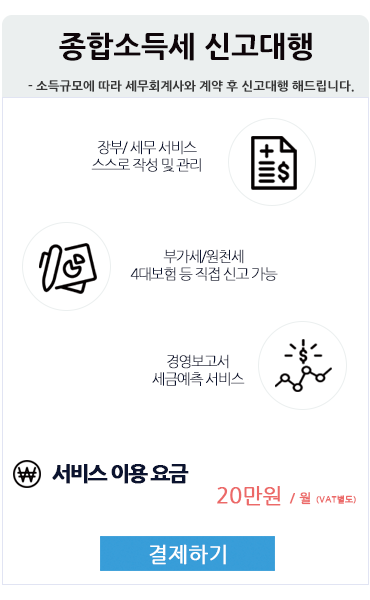 종합소득세 신고대행
- 소득규모에 따라 세무회계사와 계약 후 신고대행 해드립니다.
장부/ 세무 서비스
스스로 작성 및 관리
부가세/원천세
4대보험 등 직접 신고 가능
경영보고서
세금예측 서비스
서비스 이용 요금
20만원 / 월 (VAT별도)
결제하기